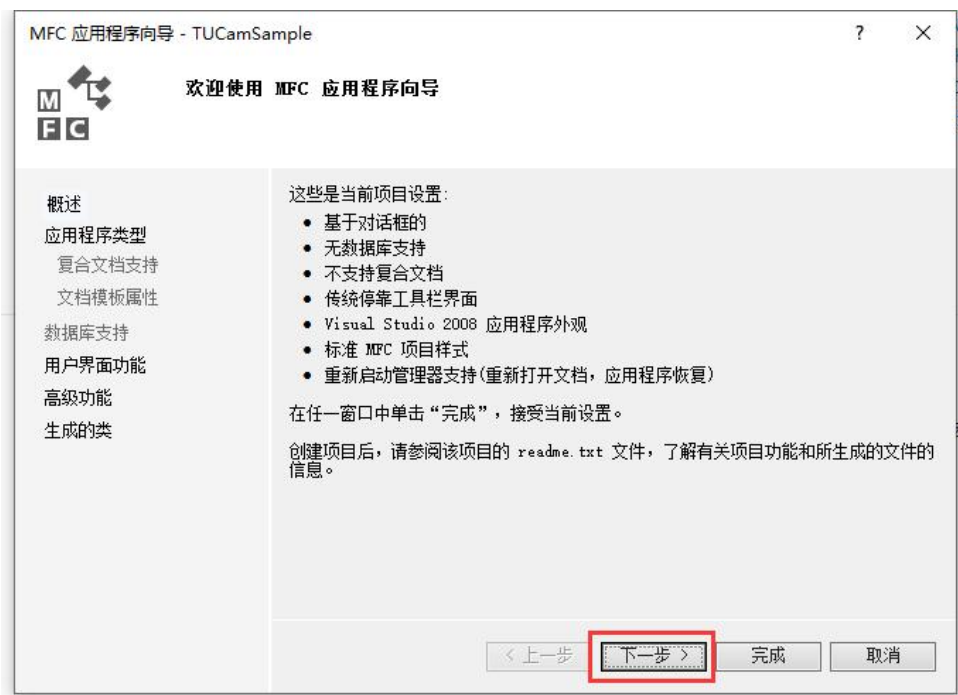 MFC 应用程序向导 - TUCamSample
?
×
M
F C
欢迎使用 MFC 应用程序向导
概述
应用程序类型
复合文档支持
文档模板属性
数据库支持
用户界面功能
高级功能
生成的类
这些是当前项目设置:
● 基于对话框的
● 无数据库支持
● 不支持复合文档
● 传统停靠工具栏界面
● Visual Studio 2008 应用程序外观
● 标准 MFC 项目样式
● 重新启动管理器支持(重新打开文档，应用程序恢复)
在任一窗口中单击“完成”，接受当前设置。
创建项目后，请参阅该项目的 readme.txt 文件，了解有关项目功能和所生成的文件的
信息。
< 上一步 下一步 > 完成 取消